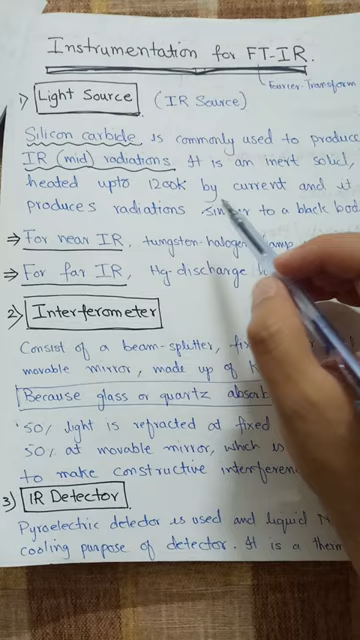 Instrumentation for FT-IR.
Fourier-Transform
1) Light Source (IR Source)
Silicon carbide is commonly used to produce
IR (mid) radiations. It is an inert solid,
heated upto 1200k by current and it
produces radiations similar to a black bod
⇒ For near IR, tungsten-halogen lamp
⇒ For far IR, Hg-discharge
2) Interferometer
Consist of a beam-splitter,
movable mirror, made up of
Because glass or quartz absorb
50% light is refracted at fixed
50% at movable mirror, which is
to make constructive interferen
3) IR Detector
Pyroelectric detector is used and liquid N
cooling purpose of detector. It is a therm